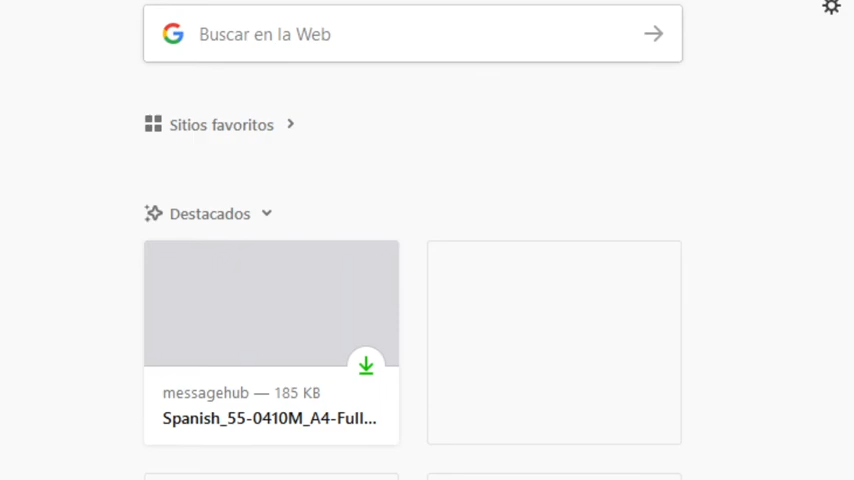 Buscar en la Web
Sitios favoritos
Destacados
messagehub — 185 KB
Spanish_55-0410M_A4-Full...